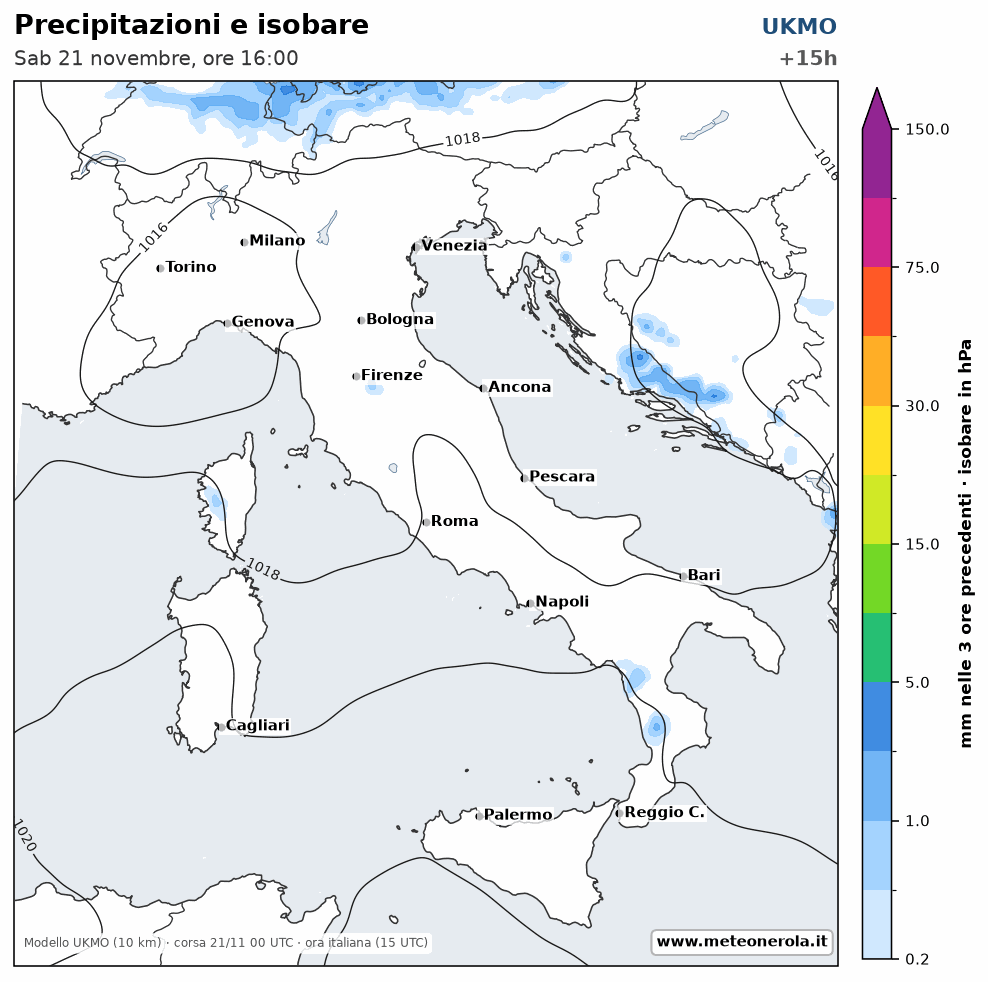 Precipitazioni e isobare
UKMO
Sab 21 novembre, ore 16:00
+15h
1018
1016
1016
Milano
Venezia
Torino
Genova
Bologna
Firenze
Ancona
Pescara
Roma
1018
Bari
Napoli
Cagliari
Palermo
Reggio C.
1020
Modello UKMO (10 km) · corsa 21/11 00 UTC · ora italiana (15 UTC)
www.meteonerola.it
150.0
75.0
30.0
15.0
5.0
1.0
0.2
mm nelle 3 ore precedenti · isobare in hPa